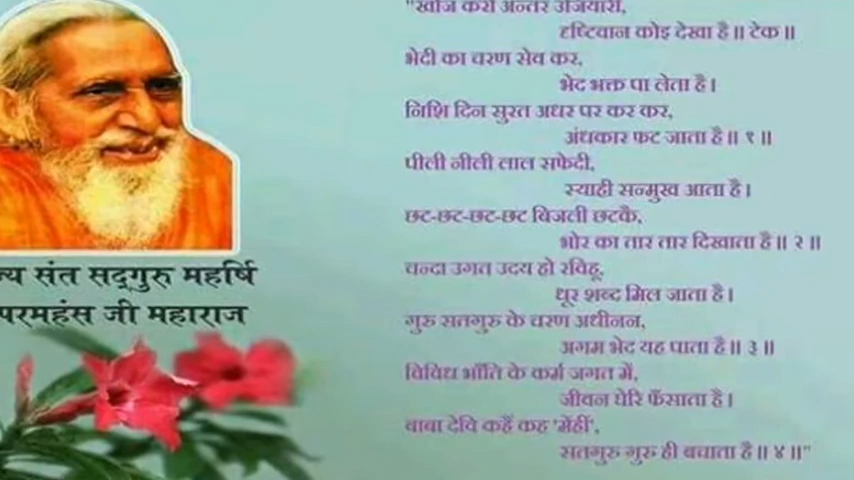 "खोज करो अन्तर उजियारी,
दृष्टिवान कोइ देखा है॥ टेक॥
भेदी का चरण सेव कर,
भेद भक्त पा लेता है।
निशि दिन सुरत अधर पर कर कर,
अंधकार फट जाता है॥ १॥
पीली नीली लाल सफेदी,
स्याही सन्मुख आता है।
छट-छट-छट-छट बिजली छटकै,
भोर का तार तार दिखाता है॥ २॥
चन्दा उगत उदय हो रविहू,
धूर शब्द मिल जाता है।
गुरु सतगुरु के चरण अधीनन,
अगम भेद यह पाता है॥ ३॥
विविध भाँति के कर्म जगत में,
जीवन घेरि फँसाता है।
बाबा देवि कहैं कह 'मेंहीं',
सतगुरु गुरु ही बचाता है॥ ४॥"
संत सद्‌गुरु महर्षि
परमहंस जी महाराज